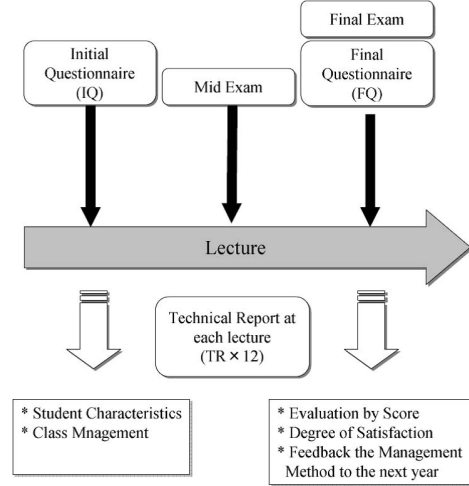 Final Exam
Initial
Questionnaire
(IQ)
Mid Exam
Final
Questionnaire
(FQ)
Lecture
Technical Report at
each lecture
(TR × 12)
* Student Characteristics
* Class Mnagement
* Evaluation by Score
* Degree of Satisfaction
* Feedback the Management
Method to the next year